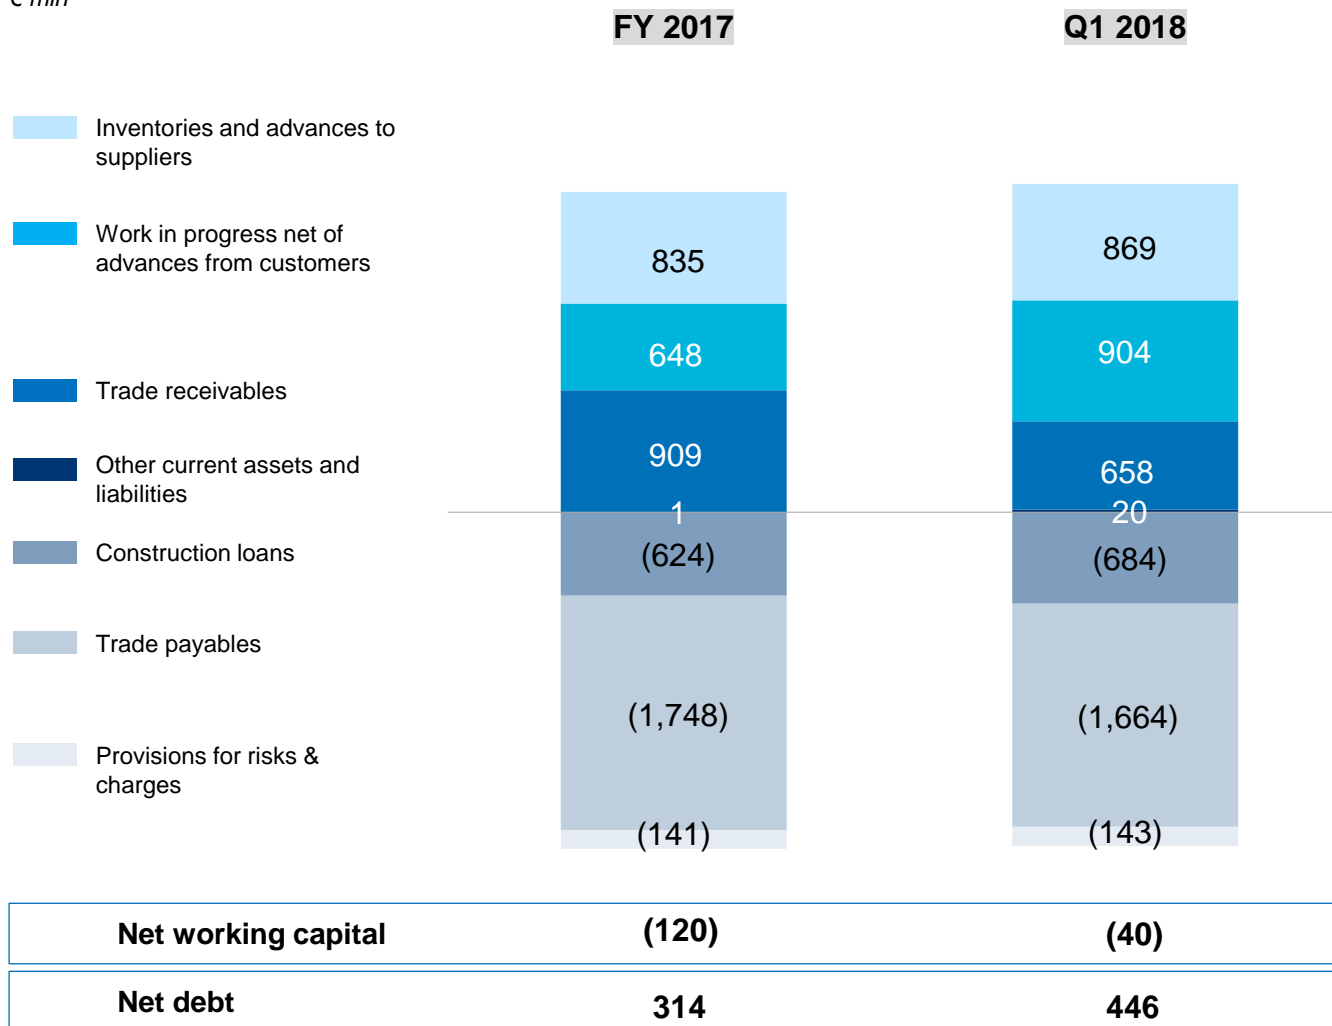 € mln
FY 2017
Q1 2018
Inventories and advances to
suppliers
Work in progress net of
advances from customers
Trade receivables
Other current assets and
liabilities
Construction loans
Trade payables
Provisions for risks &
charges
835
648
909
1
(624)
(1,748)
(141)
869
904
658
20
(684)
(1,664)
(143)
Net working capital
(120)
(40)
Net debt
314
446